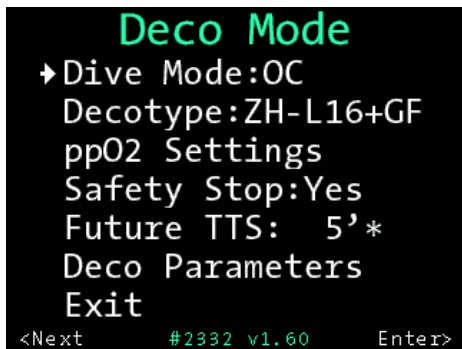 Deco Mode
Dive Mode:OC
Decotype:ZH-L16+GF
ppO2 Settings
Safety Stop:Yes
Future TTS: 5'*
Deco Parameters
Exit
<Next #2332 v1.60 Enter>